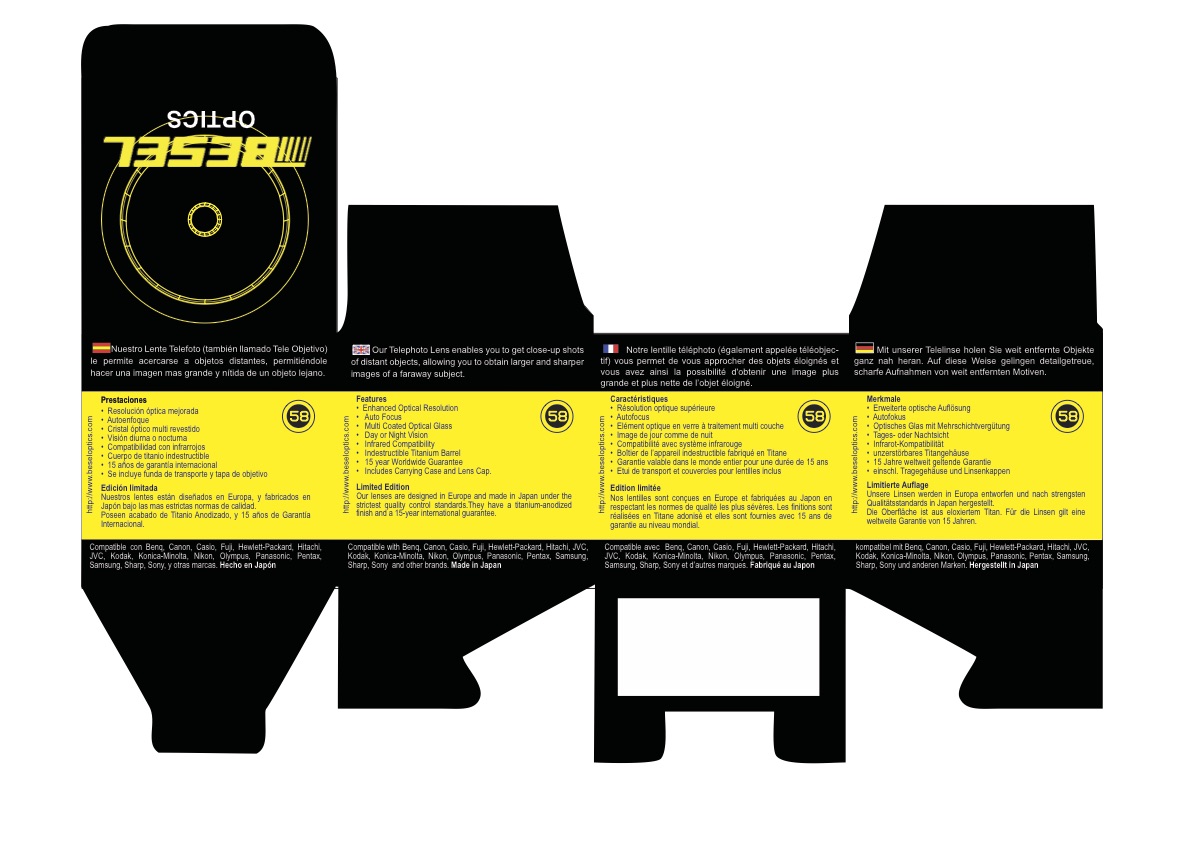 BESEL
OPTICS
Nuestro Lente Telefoto (también llamado Tele Objetivo)
le permite acercarse a objetos distantes, permitiéndole
hacer una imagen mas grande y nítida de un objeto lejano.
Prestaciones
• Resolución óptica mejorada
• Autoenfoque
• Cristal óptico multi revestido
• Visión diurna o nocturna
• Compatibilidad con infrarrojos
• Cuerpo de titanio indestructible
• 15 años de garantía internacional
• Se incluye funda de transporte y tapa de objetivo
58
http://www.beseloptics.com
Edición limitada
Nuestros lentes están diseñados en Europa, y fabricados en
Japón bajo las mas estrictas normas de calidad.
Poseen acabado de Titanio Anodizado, y 15 años de Garantía
Internacional.
Compatible con Benq, Canon, Casio, Fuji, Hewlett-Packard, Hitachi,
JVC, Kodak, Konica-Minolta, Nikon, Olympus, Panasonic, Pentax,
Samsung, Sharp, Sony, y otras marcas. Hecho en Japón
Our Telephoto Lens enables you to get close-up shots
of distant objects, allowing you to obtain larger and sharper
images of a faraway subject.
Features
• Enhanced Optical Resolution
• Auto Focus
• Multi Coated Optical Glass
• Day or Night Vision
• Infrared Compatibility
• Indestructible Titanium Barrel
• 15 year Worldwide Guarantee
• Includes Carrying Case and Lens Cap.
58
http://www.beseloptics.com
Limited Edition
Our lenses are designed in Europe and made in Japan under the
strictest quality control standards.They have a titanium-anodized
finish and a 15-year international guarantee.
Compatible with Benq, Canon, Casio, Fuji, Hewlett-Packard, Hitachi, JVC,
Kodak, Konica-Minolta, Nikon, Olympus, Panasonic, Pentax, Samsung,
Sharp, Sony and other brands. Made in Japan
Notre lentille téléphoto (également appelée téléobjec-
tif) vous permet de vous approcher des objets éloignés et
vous avez ainsi la possibilité d'obtenir une image plus
grande et plus nette de l'objet éloigné.
Caractéristiques
• Résolution optique supérieure
• Autofocus
• Elément optique en verre à traitement multi couche
• Image de jour comme de nuit
• Compatibilité avec système infrarouge
• Boîtier de l'appareil indestructible fabriqué en Titane
• Garantie valable dans le monde entier pour une durée de 15 ans
• Etui de transport et couvercles pour lentilles inclus
58
http://www.beseloptics.com
Edition limitée
Nos lentilles sont conçues en Europe et fabriquées au Japon en
respectant les normes de qualité les plus sévères. Les finitions sont
réalisées en Titane adonisé et elles sont fournies avec 15 ans de
garantie au niveau mondial.
Compatible avec Benq, Canon, Casio, Fuji, Hewlett-Packard, Hitachi,
JVC, Kodak, Konica-Minolta, Nikon, Olympus, Panasonic, Pentax,
Samsung, Sharp, Sony et d'autres marques. Fabriqué au Japon
Mit unserer Telelinse holen Sie weit entfernte Objekte
ganz nah heran. Auf diese Weise gelingen detailgetreue,
scharfe Aufnahmen von weit entfernten Motiven.
Merkmale
• Erweiterte optische Auflösung
• Autofokus
• Optisches Glas mit Mehrschichtvergütung
• Tages- oder Nachtsicht
• Infrarot-Kompatibilität
• unzerstörbares Titangehäuse
• 15 Jahre weltweit geltende Garantie
• einschl. Tragegehäuse und Linsenkappen
58
http://www.beseloptics.com
Limitierte Auflage
Unsere Linsen werden in Europa entworfen und nach strengsten
Qualitätsstandards in Japan hergestellt.
Die Oberfläche ist aus eloxiertem Titan. Für die Linsen gilt eine
weltweite Garantie von 15 Jahren.
kompatibel mit Benq, Canon, Casio, Fuji, Hewlett-Packard, Hitachi, JVC,
Kodak, Konica-Minolta, Nikon, Olympus, Panasonic, Pentax, Samsung,
Sharp, Sony und anderen Marken. Hergestellt in Japan